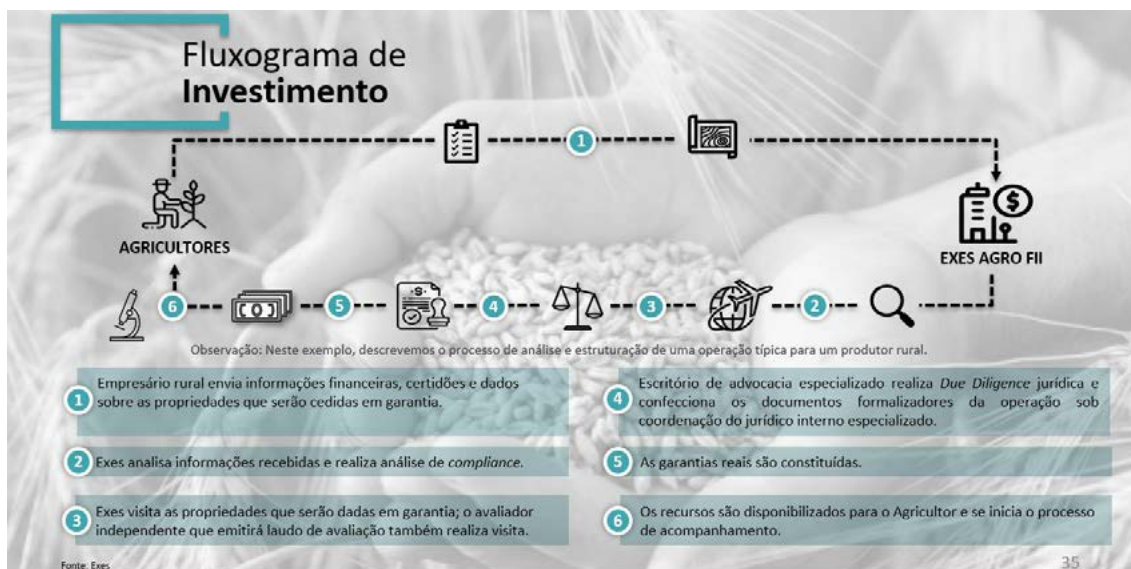 Fluxograma de
Investimento
1
AGRICULTORES
EXES AGRO FII
6
5
4
3
2
Observação: Neste exemplo, descrevemos o processo de análise e estruturação de uma operação típica para um produtor rural.
1
Empresário rural envia informações financeiras, certidões e dados
sobre as propriedades que serão cedidas em garantia.
2
Exes analisa informações recebidas e realiza análise de compliance.
3
Exes visita as propriedades que serão dadas em garantia; o avaliador
independente que emitirá laudo de avaliação também realiza visita.
4
Escritório de advocacia especializado realiza Due Diligence jurídica e
confecciona os documentos formalizadores da operação sob
coordenação do jurídico interno especializado.
5
As garantias reais são constituídas.
6
Os recursos são disponibilizados para o Agricultor e se inicia o processo
de acompanhamento.
Fonte: Exes
35